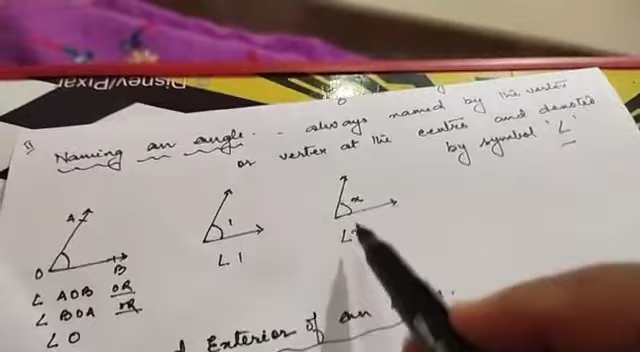 Disney/Pixar
Naming an angle. - always named by the vertex
or vertex at the centre and denoted
by symbol '∠'
A
O B
1
x
∠ AOB OR
∠ BOA OR
∠ O
∠ 1
∠
Exterior of an